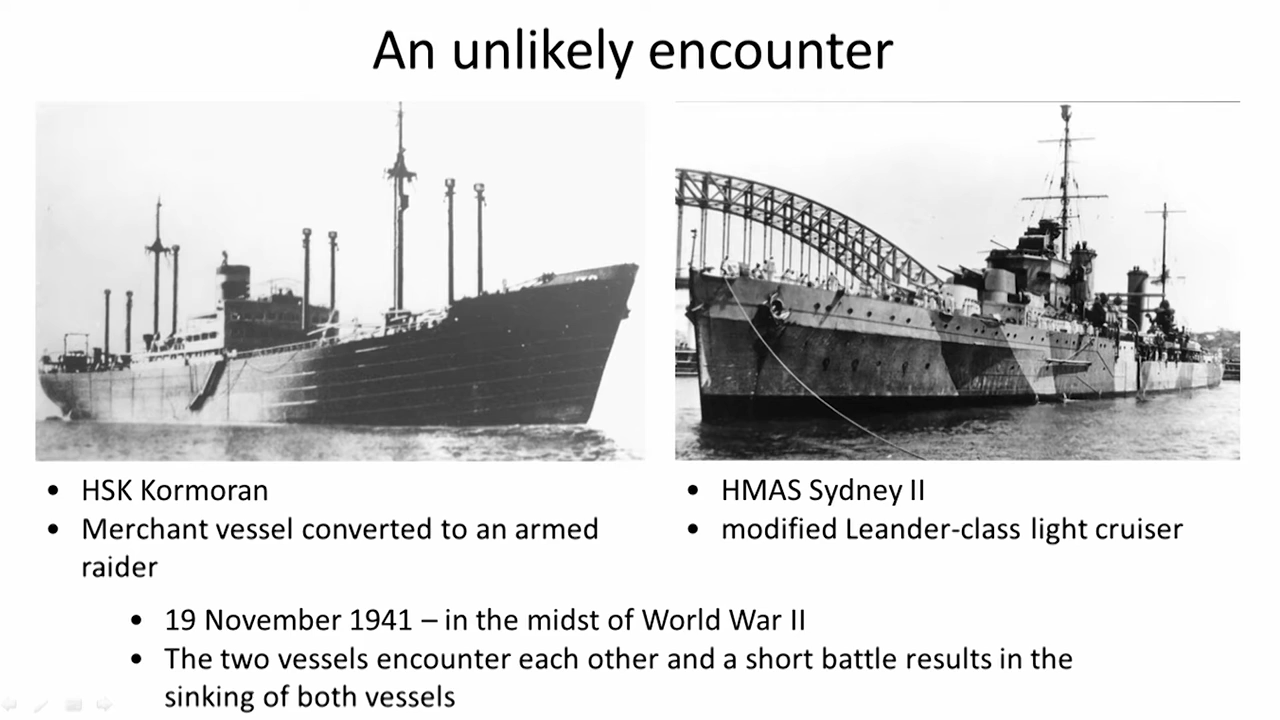 An unlikely encounter
• HSK Kormoran
• Merchant vessel converted to an armed
raider
• HMAS Sydney II
• modified Leander-class light cruiser
• 19 November 1941 – in the midst of World War II
• The two vessels encounter each other and a short battle results in the
sinking of both vessels